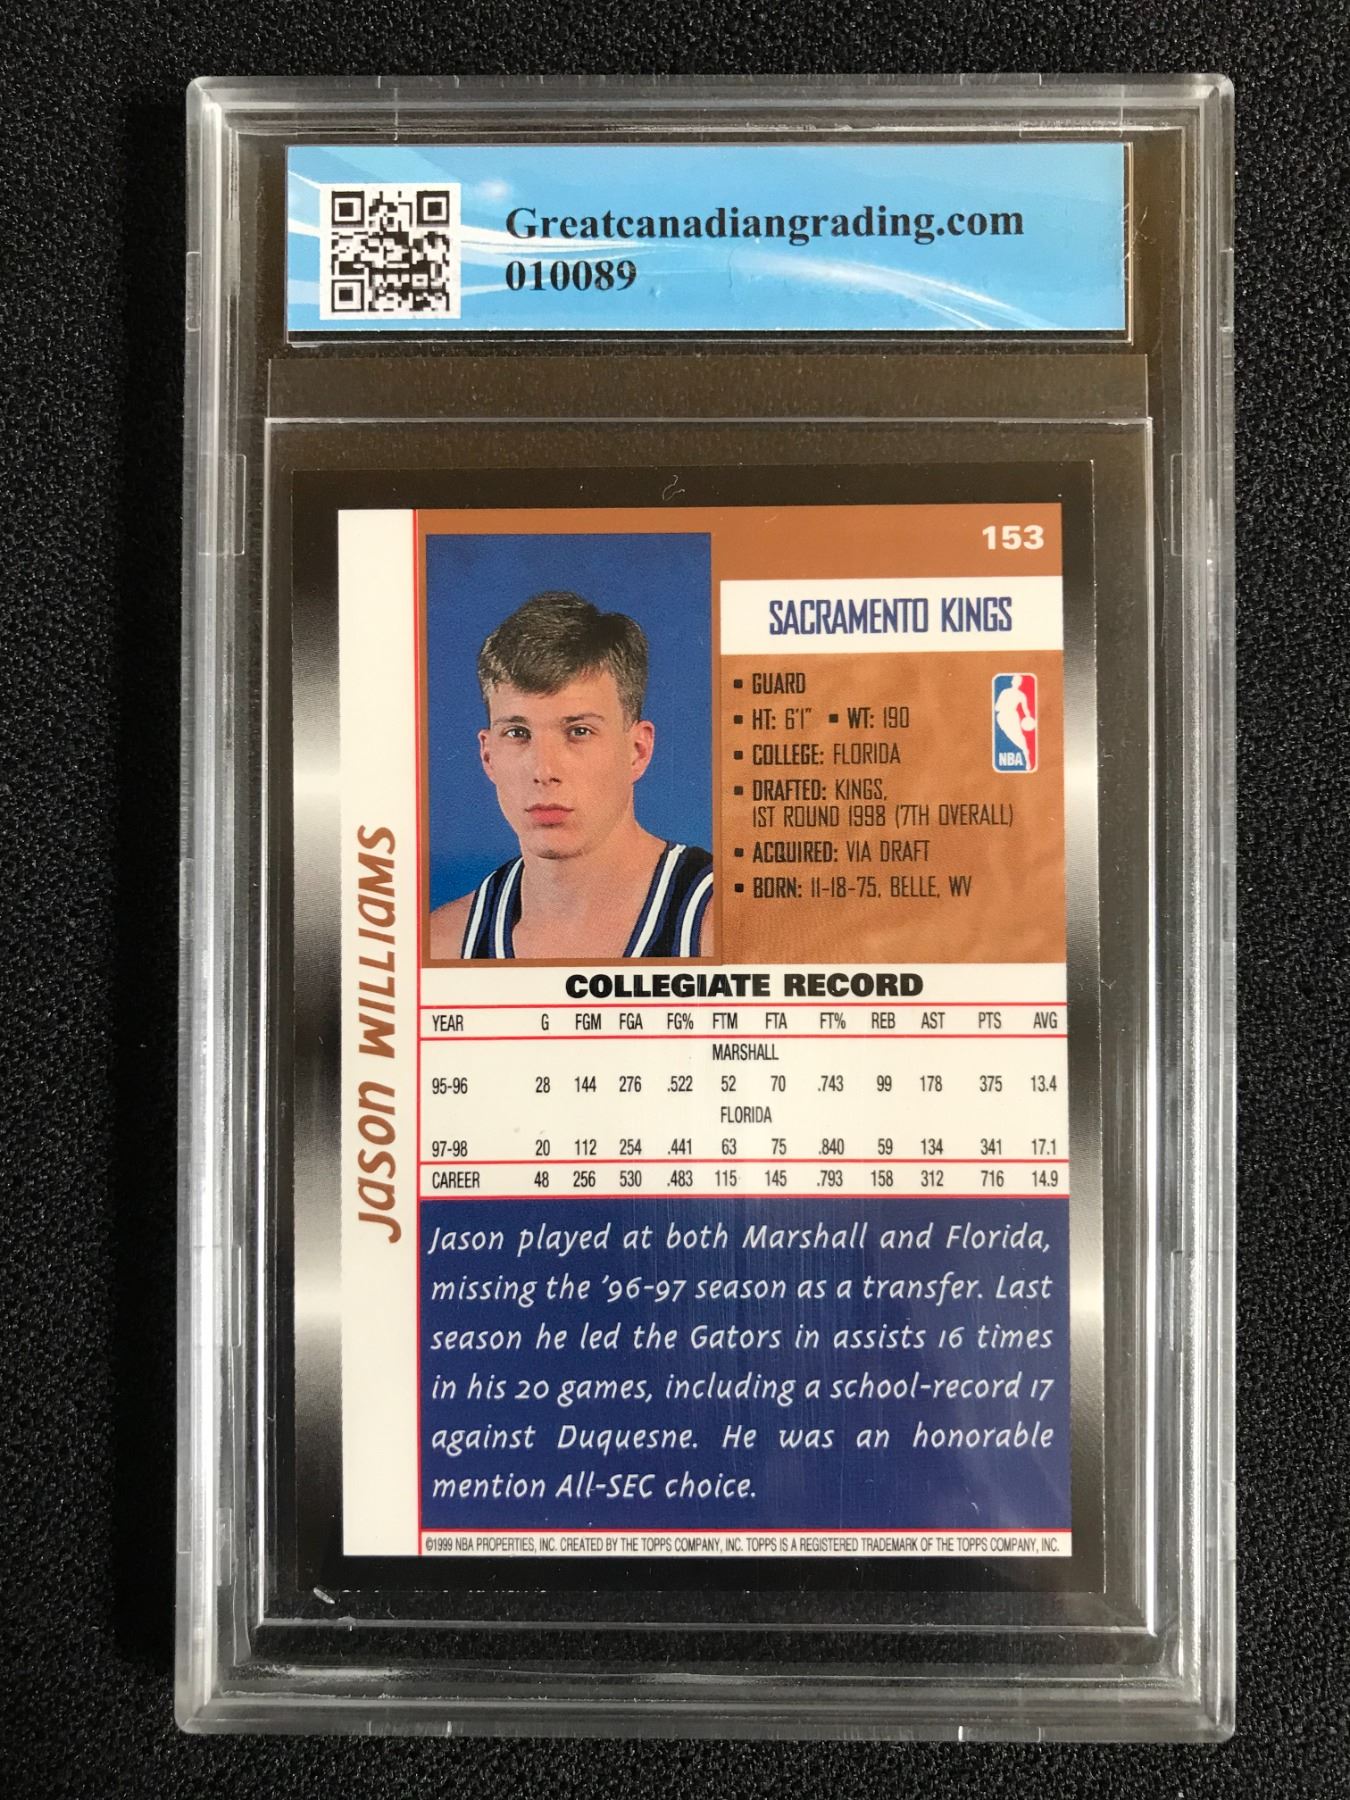 Greatcanadiangrading.com
010089
153
SACRAMENTO KINGS
▪ GUARD
▪ HT: 6'1" ▪ WT: 190
▪ COLLEGE: FLORIDA
▪ DRAFTED: KINGS,
1ST ROUND 1998 (7TH OVERALL)
▪ ACQUIRED: VIA DRAFT
▪ BORN: 11-18-75, BELLE, WV
NBA
Jason Williams
COLLEGIATE RECORD
YEAR G FGM FGA FG% FTM FTA FT% REB AST PTS AVG
MARSHALL
95-96 28 144 276 .522 52 70 .743 99 178 375 13.4
FLORIDA
97-98 20 112 254 .441 63 75 .840 59 134 341 17.1
CAREER 48 256 530 .483 115 145 .793 158 312 716 14.9
Jason played at both Marshall and Florida,
missing the '96-97 season as a transfer. Last
season he led the Gators in assists 16 times
in his 20 games, including a school-record 17
against Duquesne. He was an honorable
mention All-SEC choice.
©1999 NBA PROPERTIES, INC. CREATED BY THE TOPPS COMPANY, INC. TOPPS IS A REGISTERED TRADEMARK OF THE TOPPS COMPANY, INC.